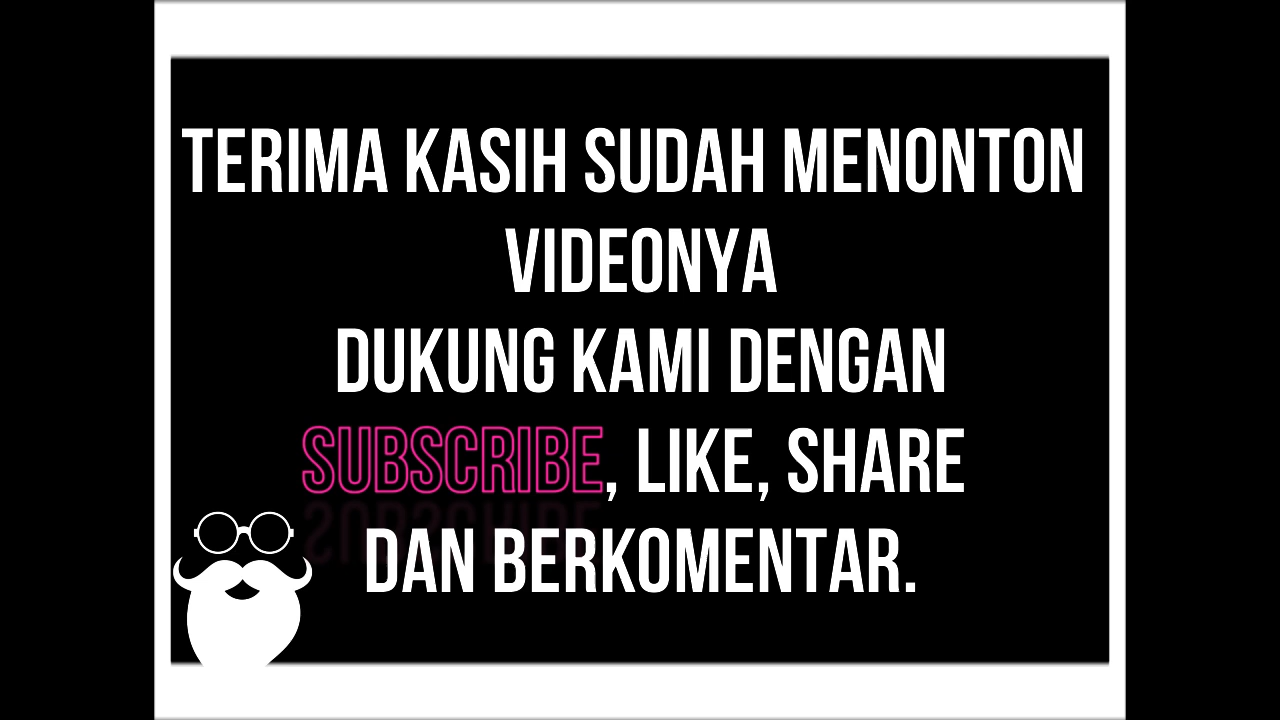 TERIMA KASIH SUDAH MENONTON
VIDEONYA
DUKUNG KAMI DENGAN
SUBSCRIBE, LIKE, SHARE
DAN BERKOMENTAR.